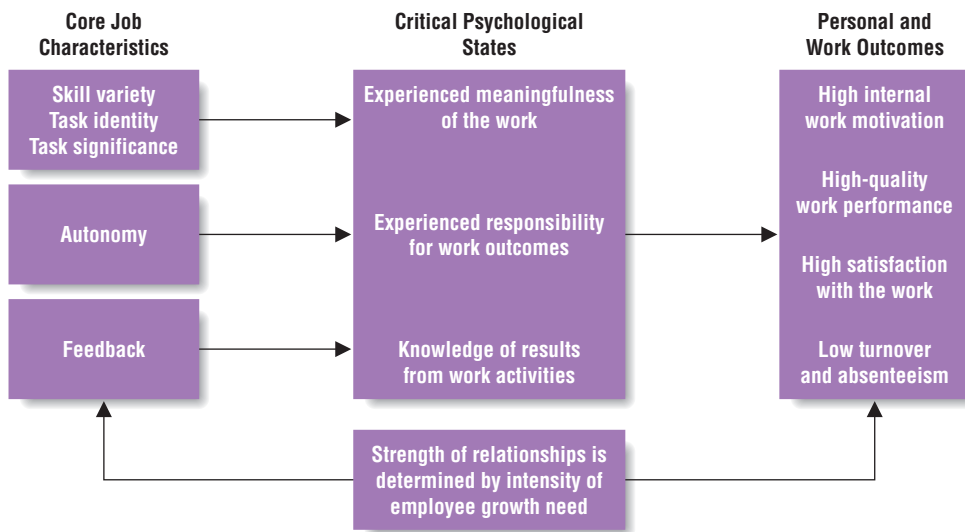 Core Job
Characteristics
Critical Psychological
States
Personal and
Work Outcomes
Skill variety
Task identity
Task significance
Autonomy
Feedback
Experienced meaningfulness
of the work
Experienced responsibility
for work outcomes
Knowledge of results
from work activities
High internal
work motivation
High-quality
work performance
High satisfaction
with the work
Low turnover
and absenteeism
Strength of relationships is
determined by intensity of
employee growth need